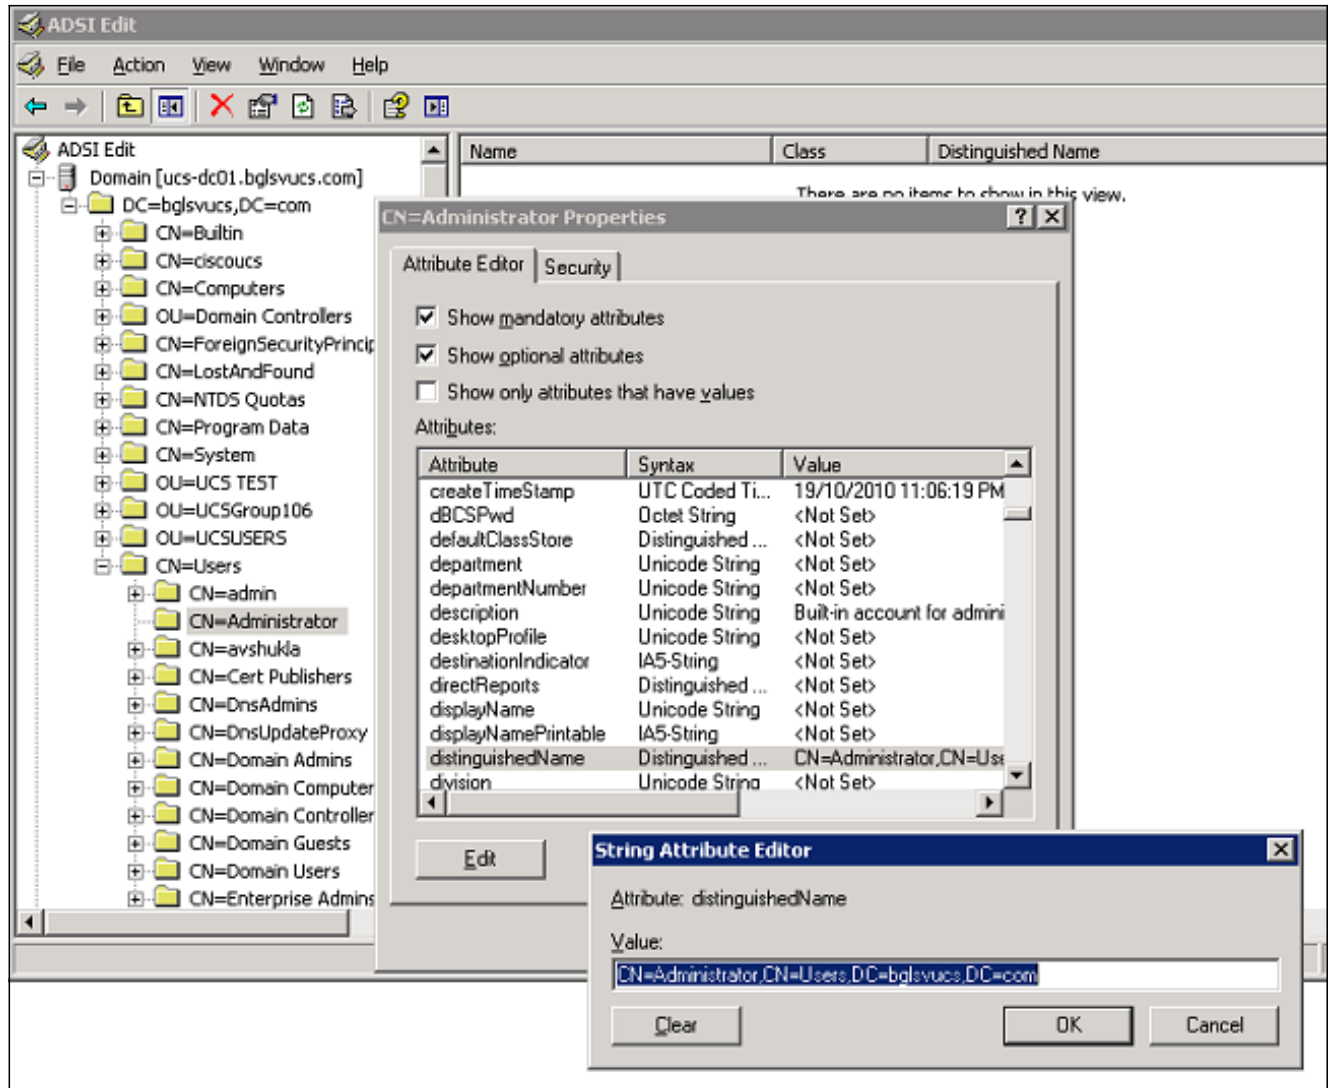 ADSI Edit
File Action View Window Help
ADSI Edit
Domain [ucs-dc01.bglsvucs.com]
DC=bglsvucs,DC=com
CN=Builtin
CN=ciscoucs
CN=Computers
OU=Domain Controllers
CN=ForeignSecurityPrincip
CN=LostAndFound
CN=NTDS Quotas
CN=Program Data
CN=System
OU=UCS TEST
OU=UCSGroup106
OU=UCSUSERS
CN=Users
CN=admin
CN=Administrator
CN=avshukla
CN=Cert Publishers
CN=DnsAdmins
CN=DnsUpdateProxy
CN=Domain Admins
CN=Domain Computer
CN=Domain Controller
CN=Domain Guests
CN=Domain Users
CN=Enterprise Admins
Name Class Distinguished Name
There are no items to show in this view.
CN=Administrator Properties
Attribute Editor Security
Show mandatory attributes
Show optional attributes
Show only attributes that have values
Attributes:
Attribute Syntax Value
createTimeStamp UTC Coded Ti... 19/10/2010 11:06:19 PM
dBCSPwd Octet String <Not Set>
defaultClassStore Distinguished ... <Not Set>
department Unicode String <Not Set>
departmentNumber Unicode String <Not Set>
description Unicode String Built-in account for admini
desktopProfile Unicode String <Not Set>
destinationIndicator IA5-String <Not Set>
directReports Distinguished ... <Not Set>
displayName Unicode String <Not Set>
displayNamePrintable IA5-String <Not Set>
distinguishedName Distinguished ... CN=Administrator,CN=Use
division Unicode String <Not Set>
Edit
String Attribute Editor
Attribute: distinguishedName
Value:
CN=Administrator,CN=Users,DC=bglsvucs,DC=com
Clear OK Cancel